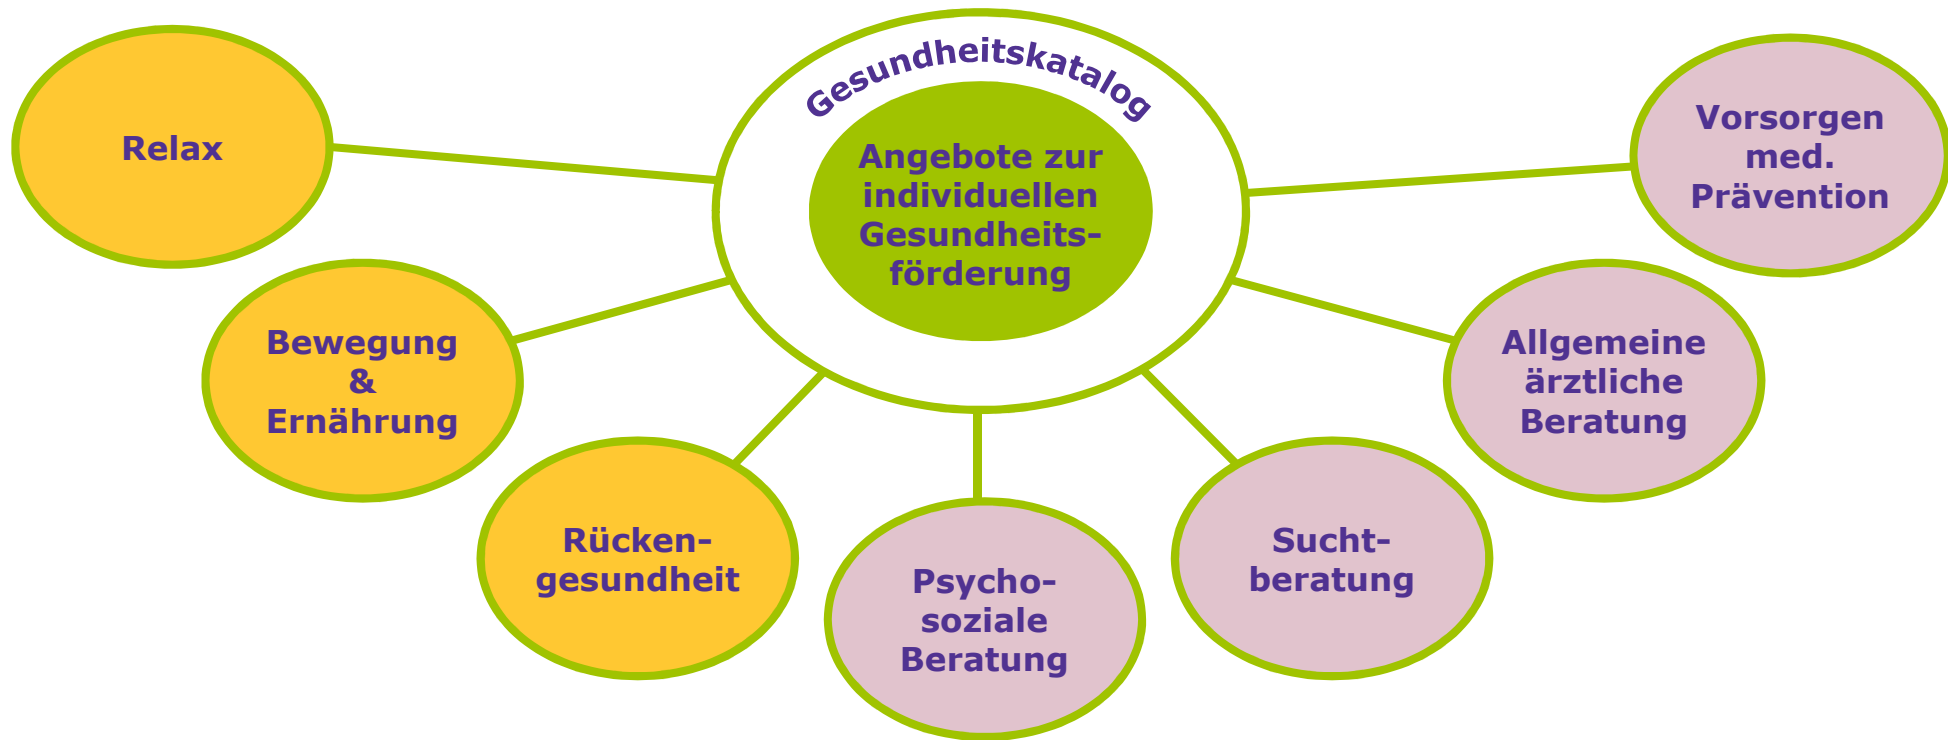 Gesundheitskatalog
Angebote zur
individuellen
Gesundheits-
förderung
Relax
Bewegung
&
Ernährung
Rücken-
gesundheit
Psycho-
soziale
Beratung
Sucht-
beratung
Allgemeine
ärztliche
Beratung
Vorsorgen
med.
Prävention